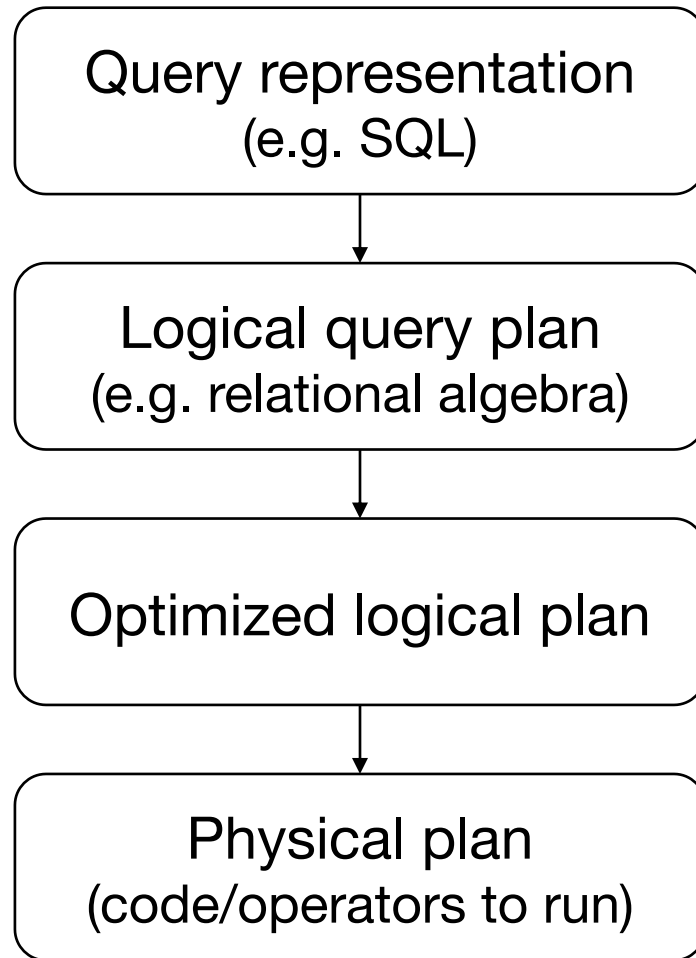 Query representation
(e.g. SQL)
Logical query plan
(e.g. relational algebra)
Optimized logical plan
Physical plan
(code/operators to run)